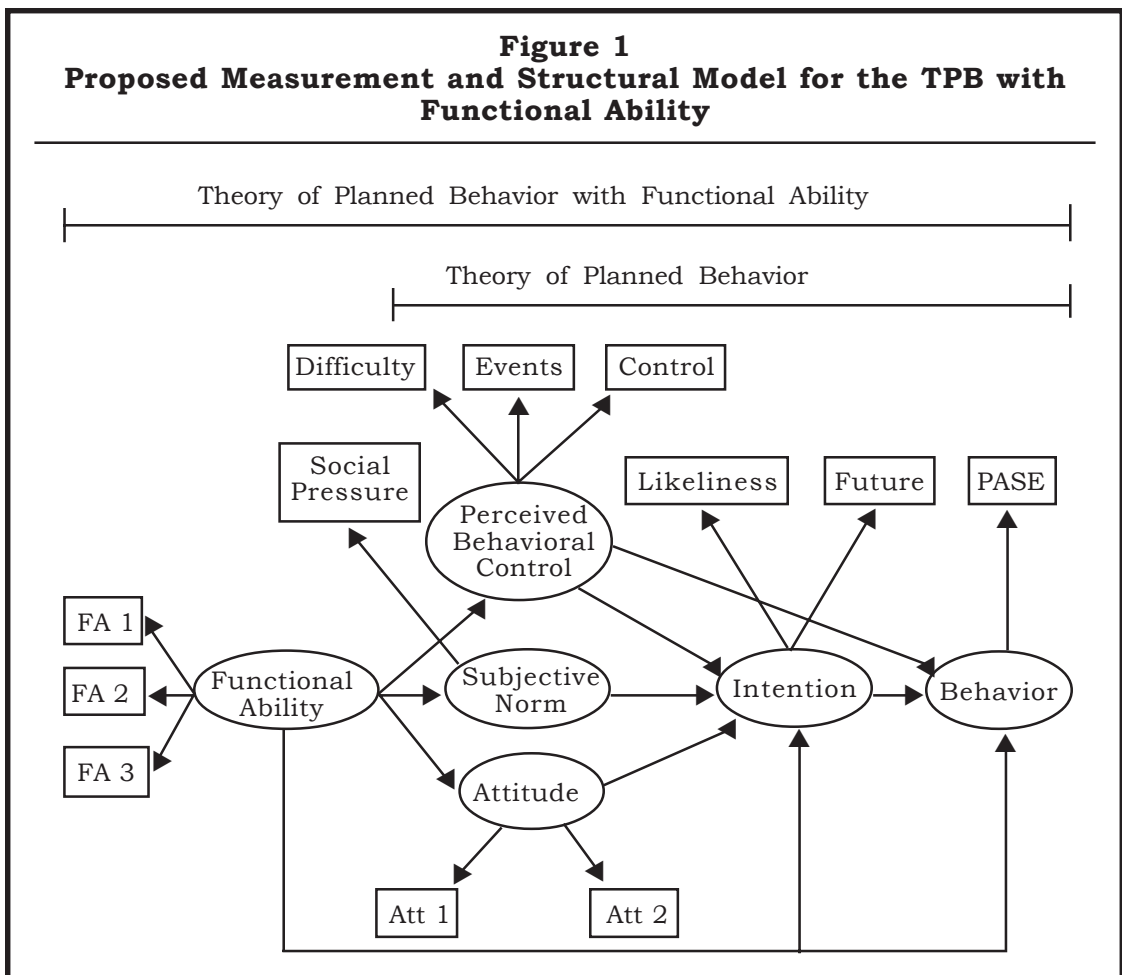 Figure 1
Proposed Measurement and Structural Model for the TPB with
Functional Ability
Theory of Planned Behavior with Functional Ability
Theory of Planned Behavior
Difficulty
Events
Control
Social
Pressure
Likeliness
Future
PASE
Perceived
Behavioral
Control
FA 1
FA 2
FA 3
Functional
Ability
Subjective
Norm
Intention
Behavior
Attitude
Att 1
Att 2